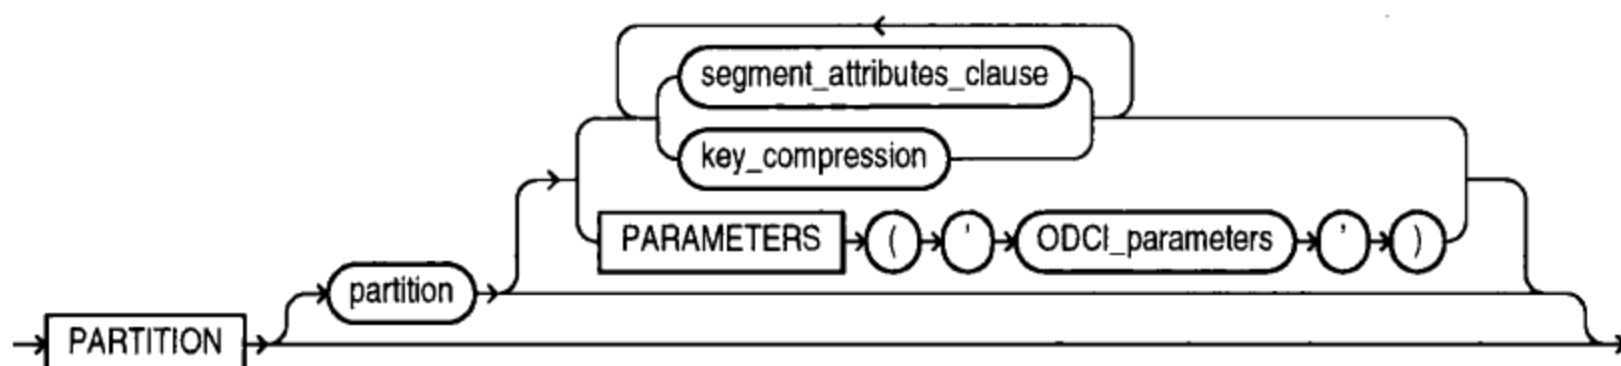 segment_attributes_clause
key_compression
PARAMETERS ( ' ODCI_parameters ' )
partition
PARTITION